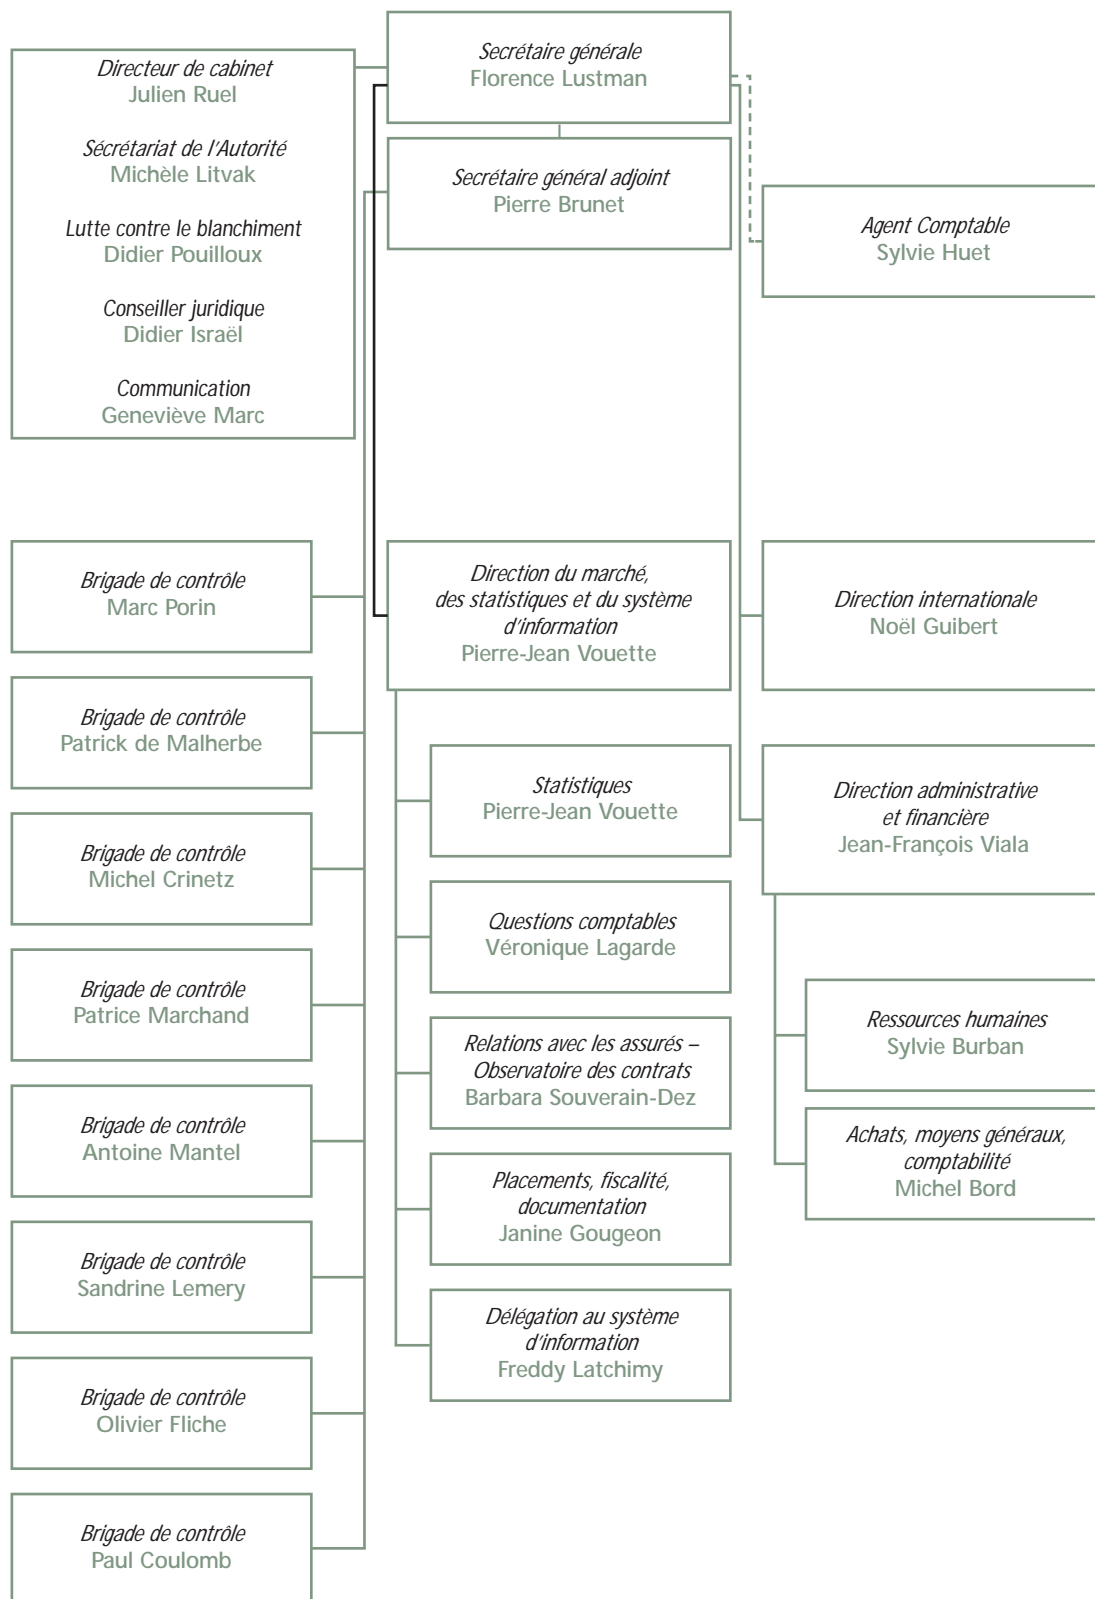 Secrétaire générale
Florence Lustman
Directeur de cabinet
Julien Ruel
Sécrétariat de l'Autorité
Michèle Litvak
Lutte contre le blanchiment
Didier Pouilloux
Conseiller juridique
Didier Israël
Communication
Geneviève Marc
Secrétaire général adjoint
Pierre Brunet
Agent Comptable
Sylvie Huet
Brigade de contrôle
Marc Porin
Brigade de contrôle
Patrick de Malherbe
Brigade de contrôle
Michel Crinetz
Brigade de contrôle
Patrice Marchand
Brigade de contrôle
Antoine Mantel
Brigade de contrôle
Sandrine Lemery
Brigade de contrôle
Olivier Fliche
Brigade de contrôle
Paul Coulomb
Direction du marché,
des statistiques et du système
d'information
Pierre-Jean Vouette
Statistiques
Pierre-Jean Vouette
Questions comptables
Véronique Lagarde
Relations avec les assurés –
Observatoire des contrats
Barbara Souverain-Dez
Placements, fiscalité,
documentation
Janine Gougeon
Délégation au système
d'information
Freddy Latchimy
Direction internationale
Noël Guibert
Direction administrative
et financière
Jean-François Viala
Ressources humaines
Sylvie Burban
Achats, moyens généraux,
comptabilité
Michel Bord